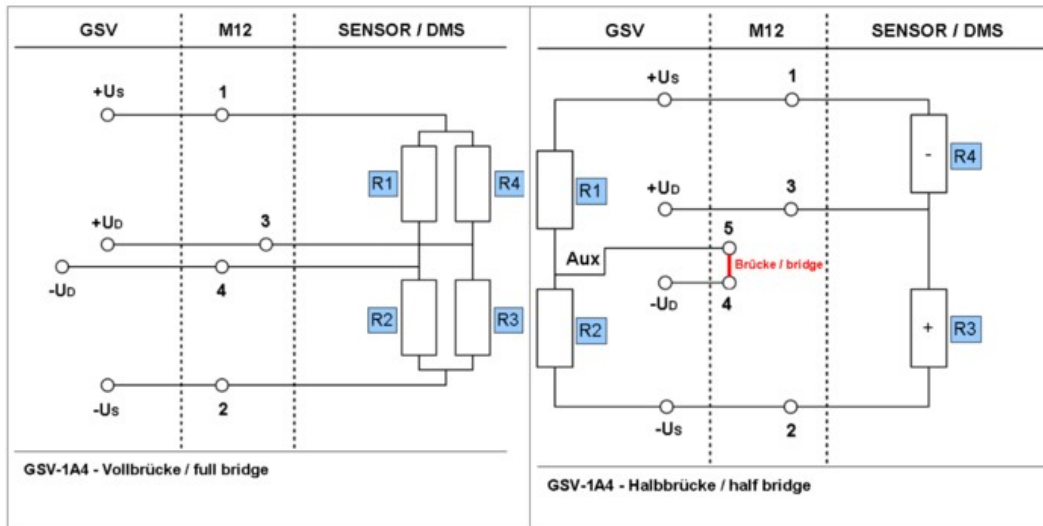 GSV M12 SENSOR / DMS
+Us 1
R1 R4
+UD 3
-UD 4
R2 R3
-Us 2
GSV-1A4 - Vollbrücke / full bridge
GSV M12 SENSOR / DMS
+Us 1
- R4
R1 +UD 3
5
Aux Brücke / bridge
-UD 4
R2 + R3
-Us 2
GSV-1A4 - Halbbrücke / half bridge